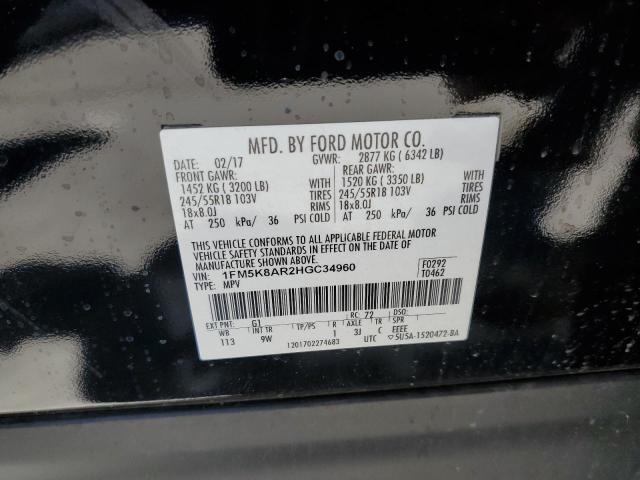 MFD. BY FORD MOTOR CO.
DATE: 02/17 GVWR: 2877 KG ( 6342 LB)
FRONT GAWR: REAR GAWR:
1452 KG ( 3200 LB) 1520 KG ( 3350 LB)
245/55R18 103V TIRES 245/55R18 103V TIRES
18x8.0J RIMS 18x8.0J RIMS
AT 250 kPa/ 36 PSI COLD AT 250 kPa/ 36 PSI COLD
THIS VEHICLE CONFORMS TO ALL APPLICABLE FEDERAL MOTOR
VEHICLE SAFETY STANDARDS IN EFFECT ON THE DATE OF
MANUFACTURE SHOWN ABOVE.
VIN: 1FM5K8AR2HGC34960 F0292
TYPE: MPV T0462
EXT PNT: G1 RC: 72 DSO:
WB INT TR TP/PS R AXLE TR SPR
113 9W 1 3J C EEEE
1201702274683 UTC 5U5A-1520472-BA